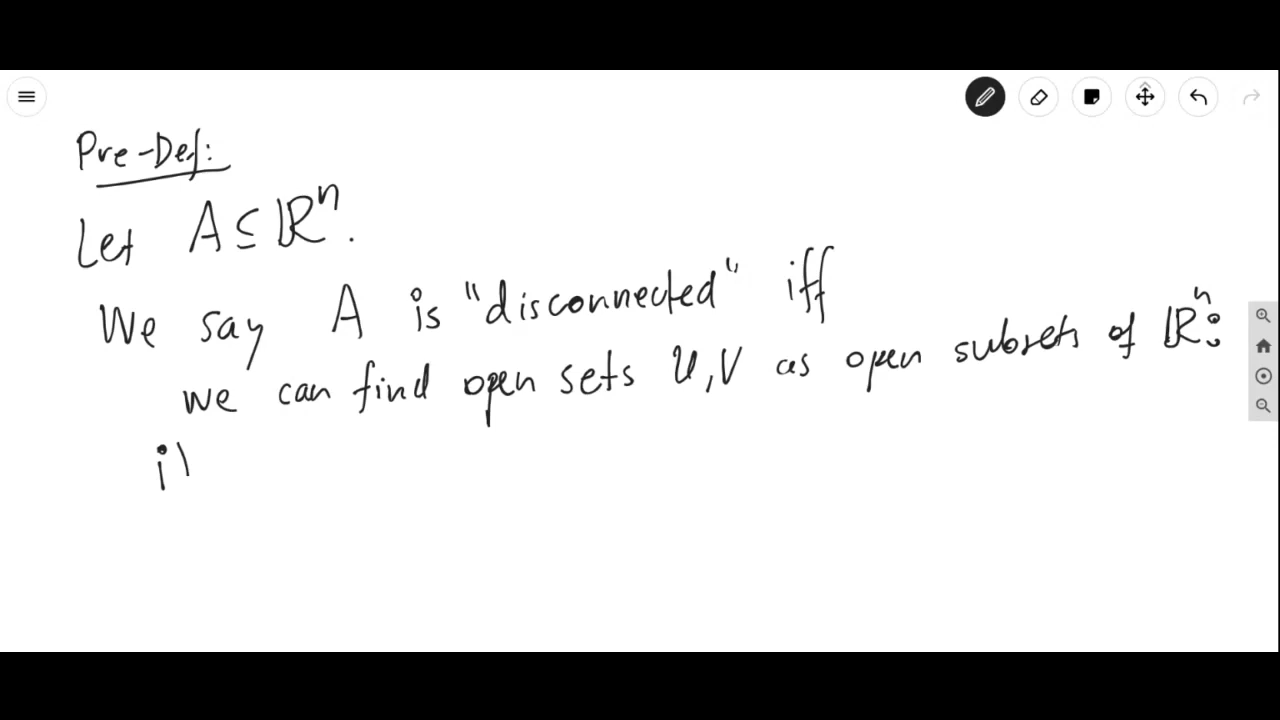 Pre-Def:
Let A ⊆ ℝⁿ.
We say A is "disconnected" iff
we can find open sets U, V as open subsets of ℝⁿ:
i)